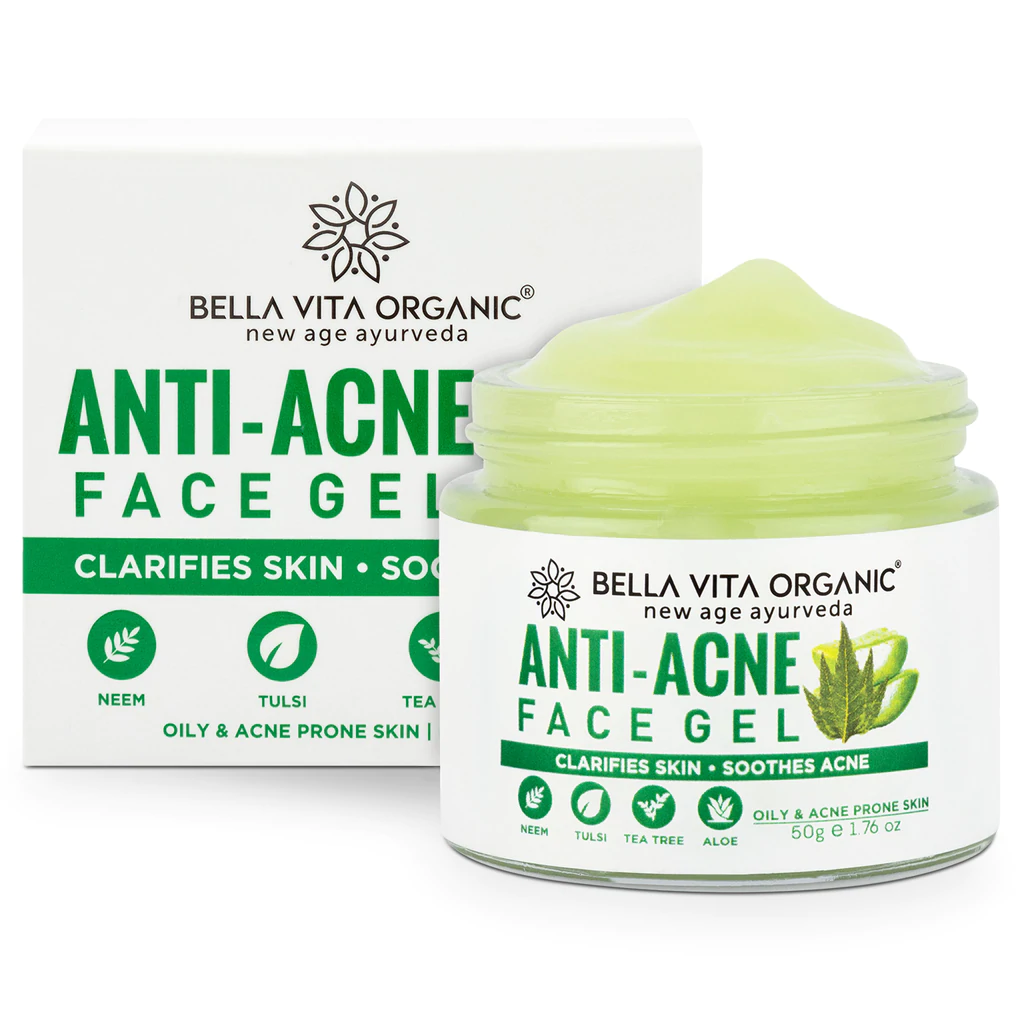 BELLA VITA ORGANIC®
new age ayurveda
ANTI-ACNE
FACE GEL
CLARIFIES SKIN •
NEEM
TULSI
TEA
OILY & ACNE PRONE SKIN |
BELLA VITA ORGANIC®
new age ayurveda
ANTI-ACNE
FACE GEL
CLARIFIES SKIN • SOOTHES ACNE
NEEM
TULSI
TEA TREE
ALOE
OILY & ACNE PRONE SKIN
50g e 1.76 oz